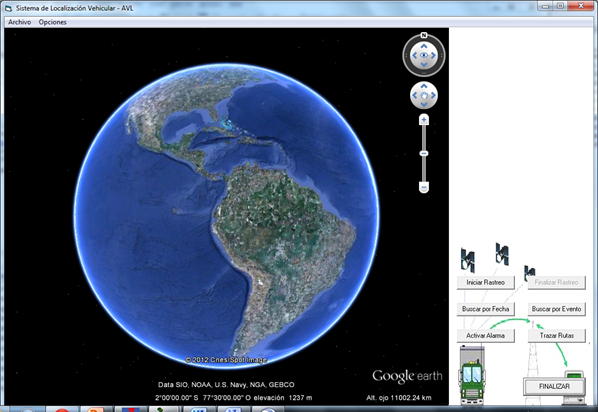 Sistema de Localización Vehicular - AVL
Archivo Opciones
N
Iniciar Rastreo Finalizar Rastreo
Buscar por Fecha Buscar por Evento
Activar Alarma Trazar Rutas
FINALIZAR
© 2012 Cnes/Spot Image
Data SIO, NOAA, U.S. Navy, NGA, GEBCO
Google earth
2°00'00.00" S 77°30'00.00" O elevación 1237 m Alt. ojo 11002.24 km